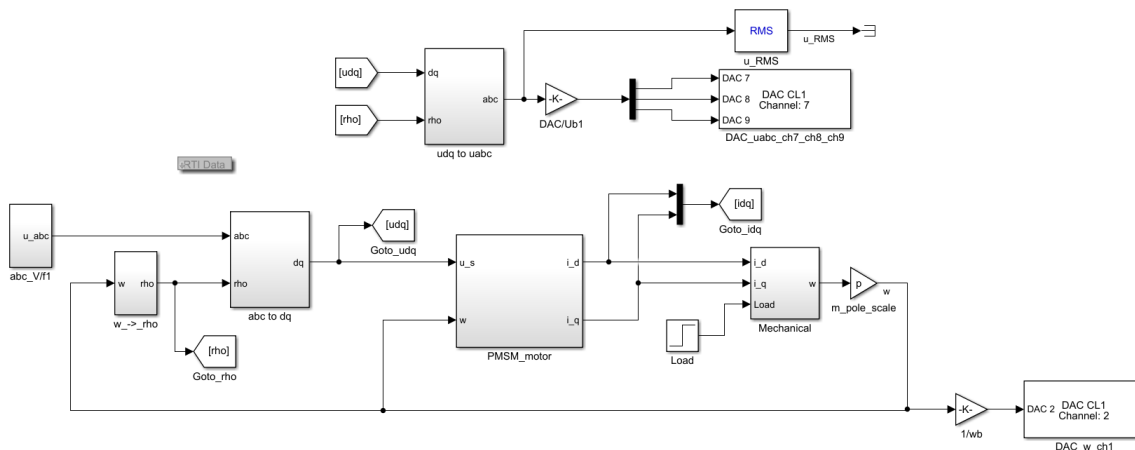 RMS
u_RMS
u_RMS
[udq]
dq
abc
rho
[rho]
udq to uabc
-K-
DAC/Ub1
DAC 7
DAC 8
DAC 9
DAC CL1
Channel: 7
DAC_uabc_ch7_ch8_ch9
RTI Data
u_abc
abc_V/f1
w
rho
w_->_rho
abc
dq
rho
abc to dq
[udq]
Goto_udq
[rho]
Goto_rho
u_s
i_d
w
i_q
PMSM_motor
[idq]
Goto_idq
i_d
i_q
w
Load
Mechanical
Load
p
w
m_pole_scale
-K-
1/wb
DAC 2
DAC CL1
Channel: 2
DAC_w_ch1